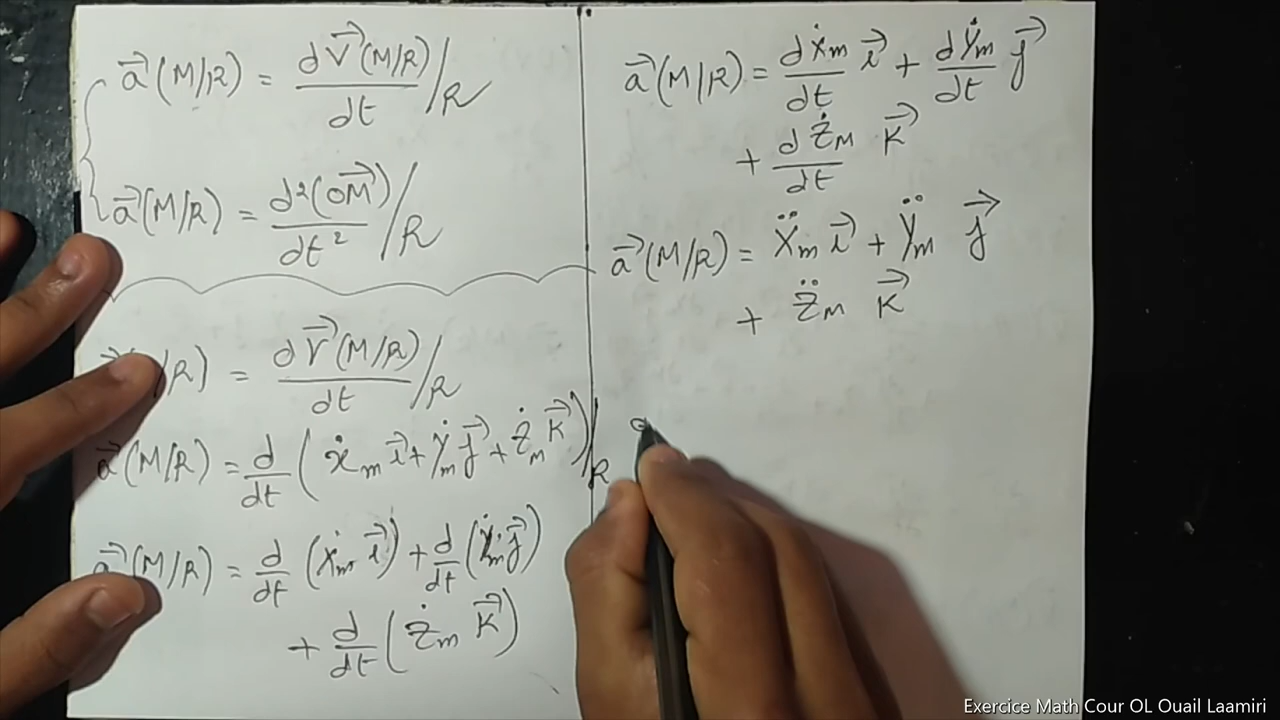 a⃗(M/R) = dV⃗(M/R)/dt /R
a⃗(M/R) = d²(OM⃗)/dt² /R
/R) = dV⃗(M/R)/dt /R
a⃗(M/R) = d/dt (ẋm i⃗ + ẏm j⃗ + żm k⃗)/R
a⃗(M/R) = d/dt (ẋm i⃗) + d/dt (ẏm j⃗)
+ d/dt (żm k⃗)
a⃗(M/R) = dẋm/dt i⃗ + dẏm/dt j⃗
+ dżM/dt k⃗
a⃗(M/R) = ẍm i⃗ + ÿm j⃗
+ z̈M k⃗
Exercice Math Cour OL Ouail Laamiri